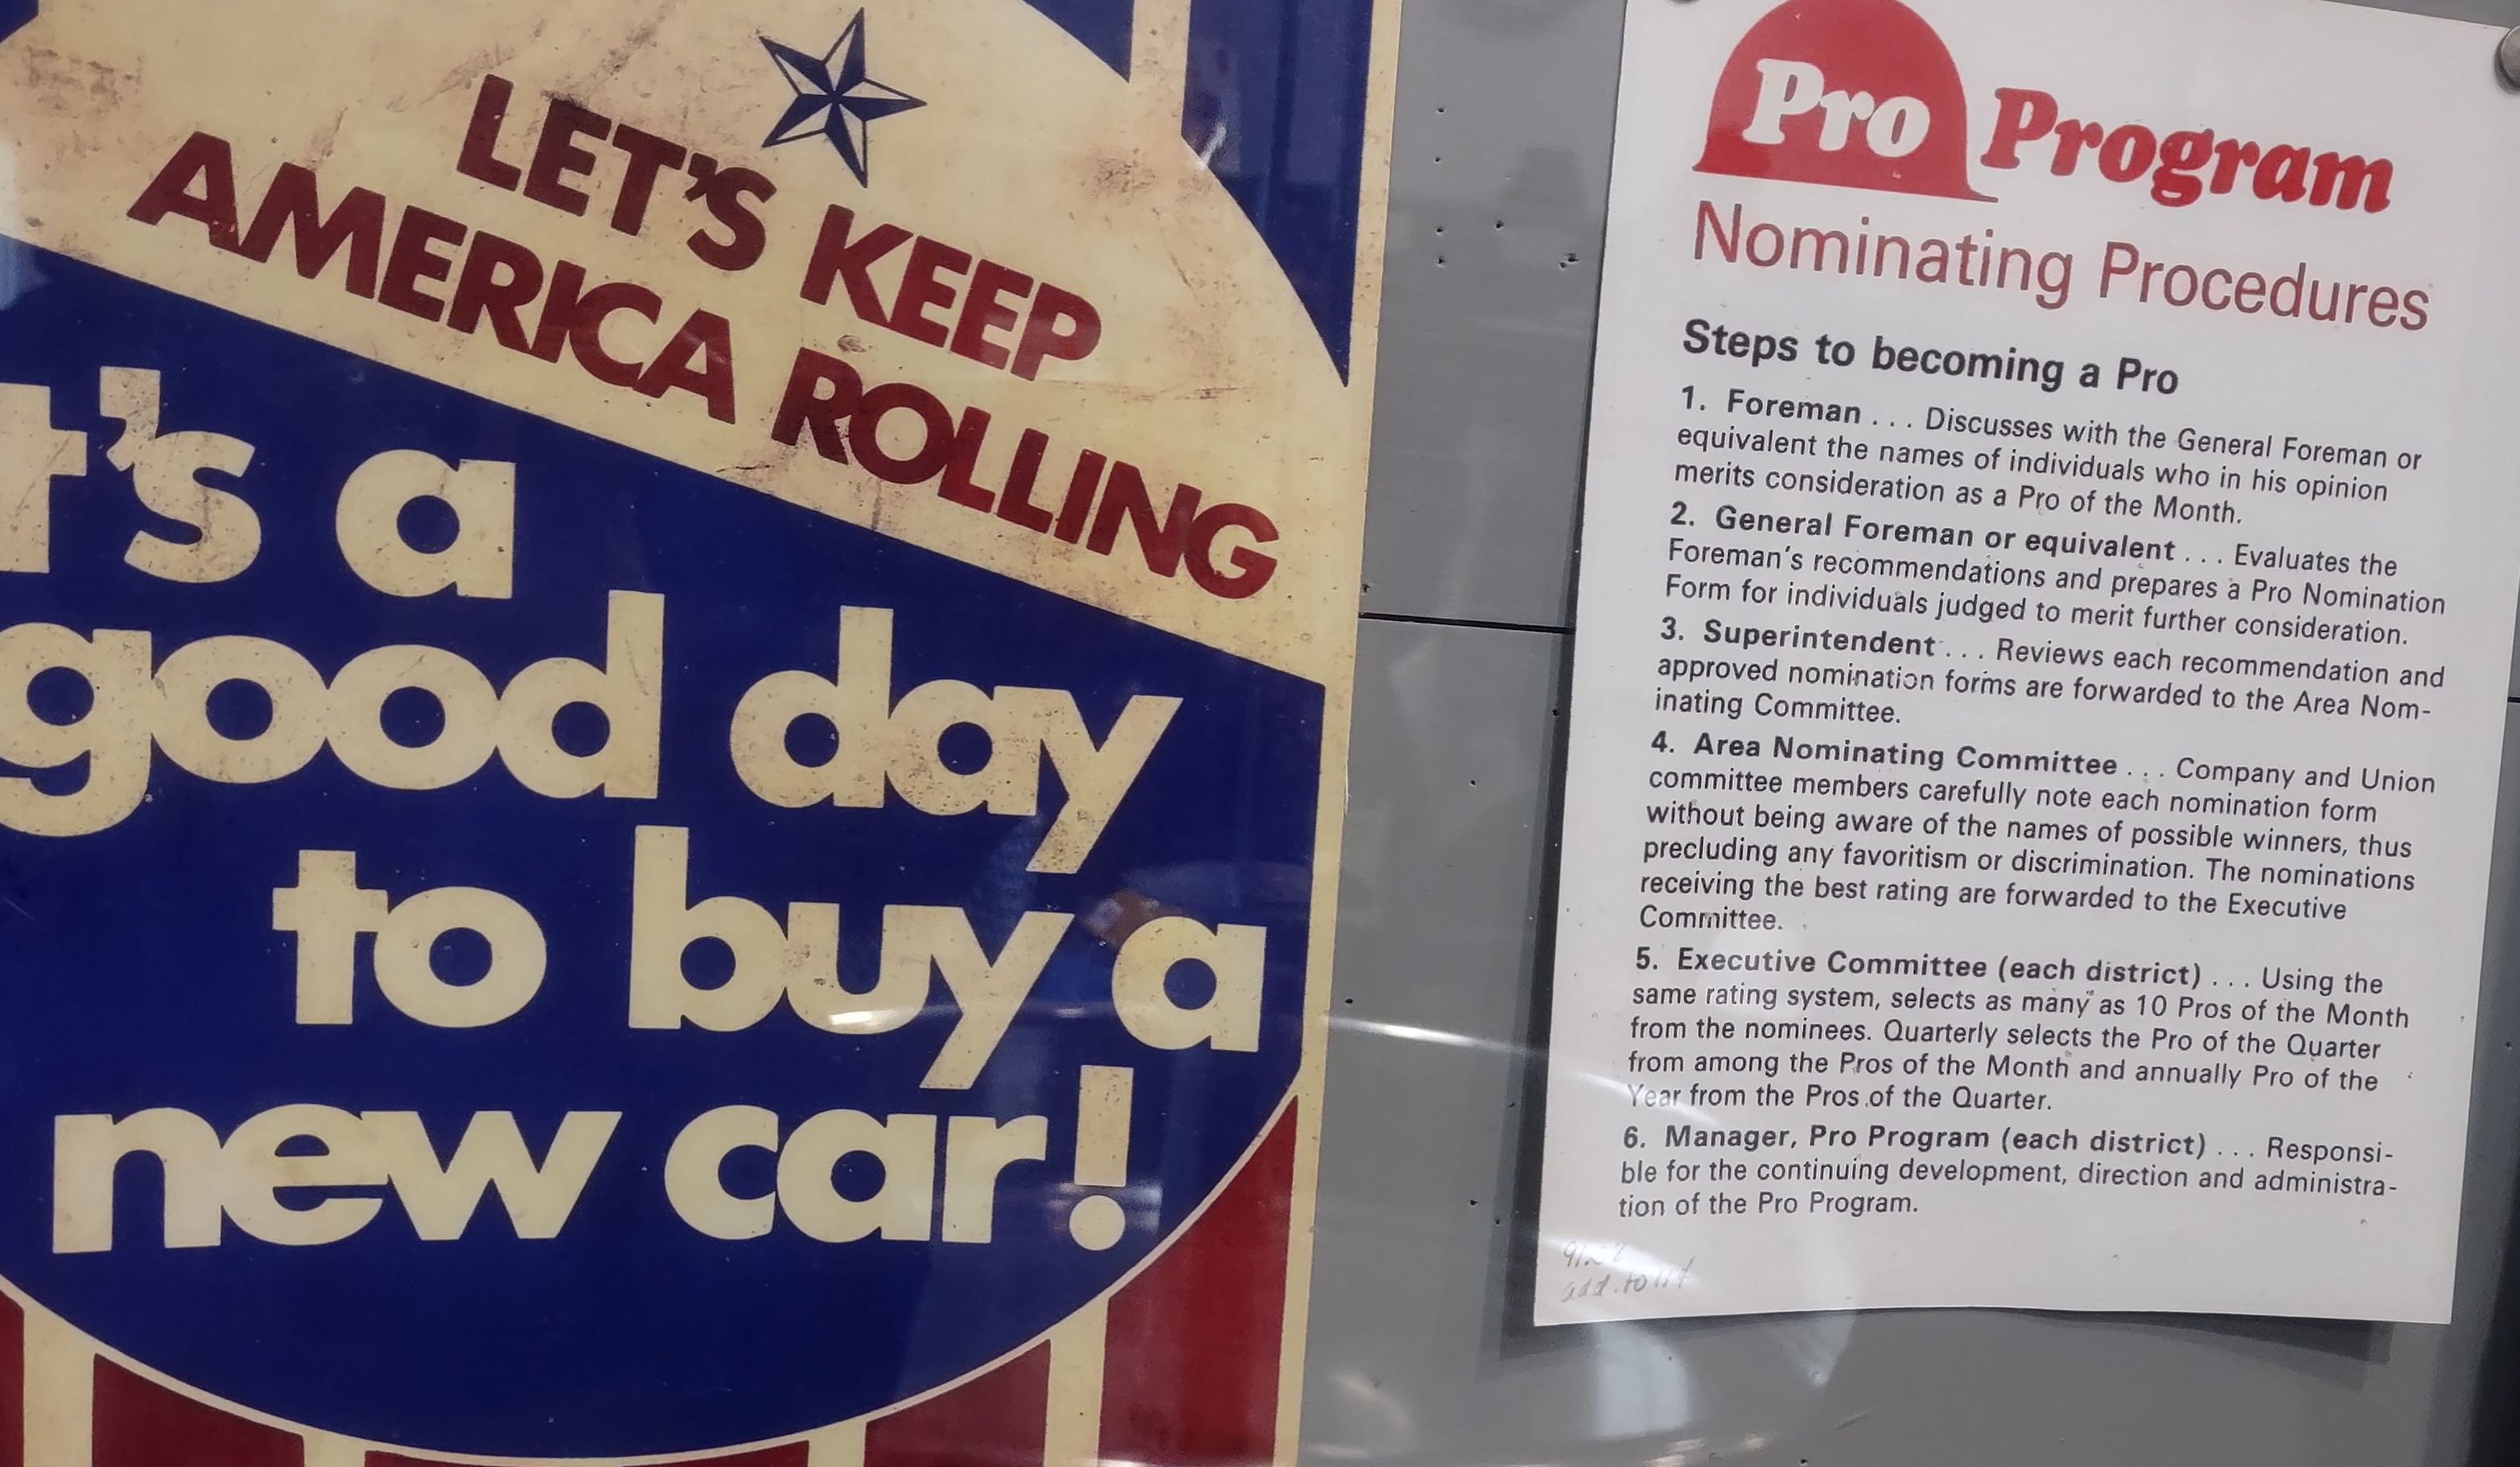 LET'S KEEP
AMERICA ROLLING
t's a
good day
to buy a
new car!
Pro Program
Nominating Procedures
Steps to becoming a Pro
1. Foreman . . . Discusses with the General Foreman or
equivalent the names of individuals who in his opinion
merits consideration as a Pro of the Month.
2. General Foreman or equivalent . . . Evaluates the
Foreman's recommendations and prepares a Pro Nomination
Form for individuals judged to merit further consideration.
3. Superintendent . . . Reviews each recommendation and
approved nomination forms are forwarded to the Area Nom-
inating Committee.
4. Area Nominating Committee . . . Company and Union
committee members carefully note each nomination form
without being aware of the names of possible winners, thus
precluding any favoritism or discrimination. The nominations
receiving the best rating are forwarded to the Executive
Committee.
5. Executive Committee (each district) . . . Using the
same rating system, selects as many as 10 Pros of the Month
from the nominees. Quarterly selects the Pro of the Quarter
from among the Pros of the Month and annually Pro of the
Year from the Pros of the Quarter.
6. Manager, Pro Program (each district) . . . Responsi-
ble for the continuing development, direction and administra-
tion of the Pro Program.
add to